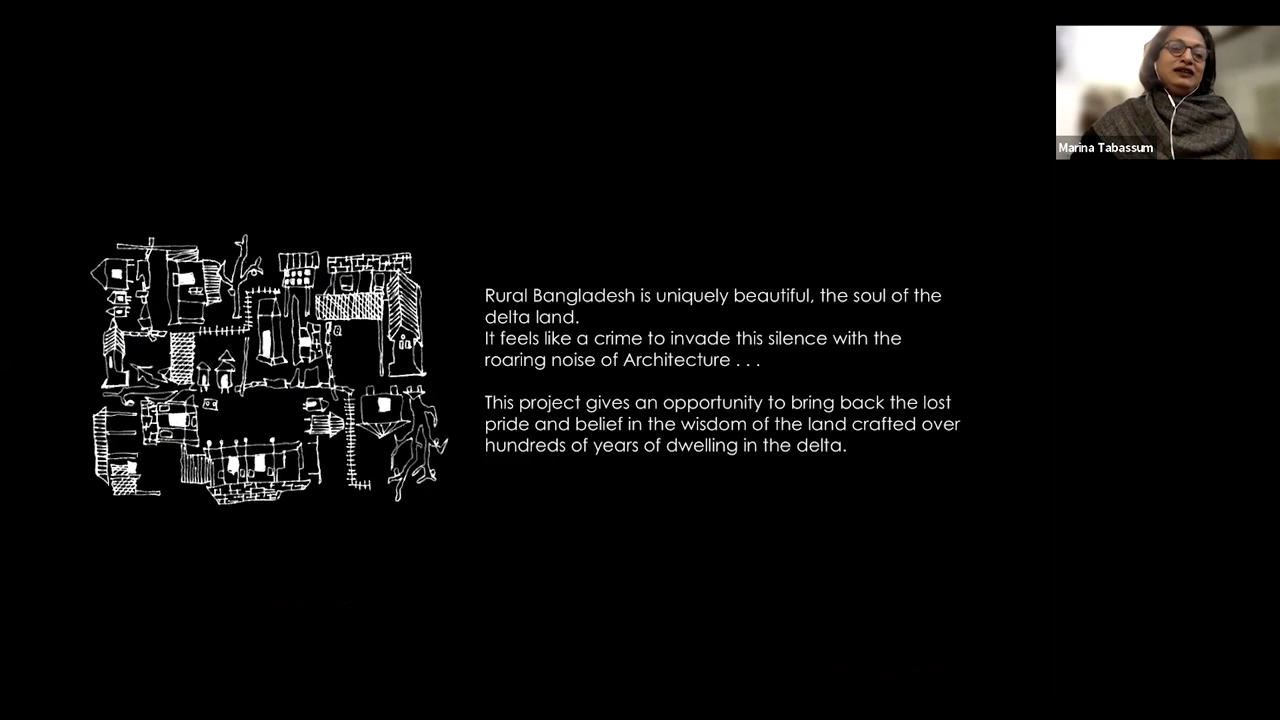 Marina Tabassum
Rural Bangladesh is uniquely beautiful, the soul of the
delta land.
It feels like a crime to invade this silence with the
roaring noise of Architecture . . .
This project gives an opportunity to bring back the lost
pride and belief in the wisdom of the land crafted over
hundreds of years of dwelling in the delta.